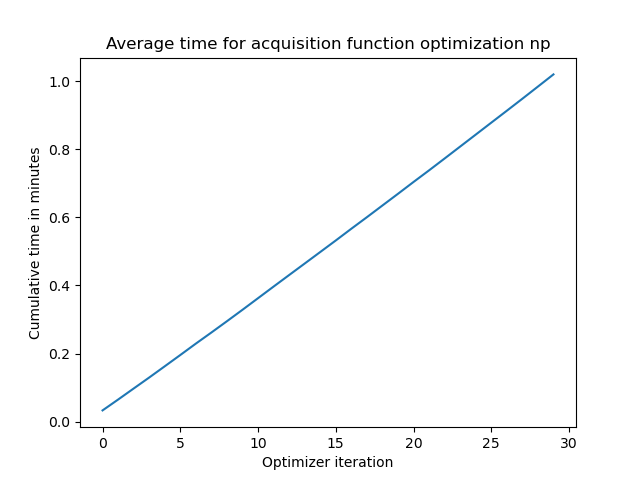 Average time for acquisition function optimization np
Cumulative time in minutes
1.0
0.8
0.6
0.4
0.2
0.0
0 5 10 15 20 25 30
Optimizer iteration